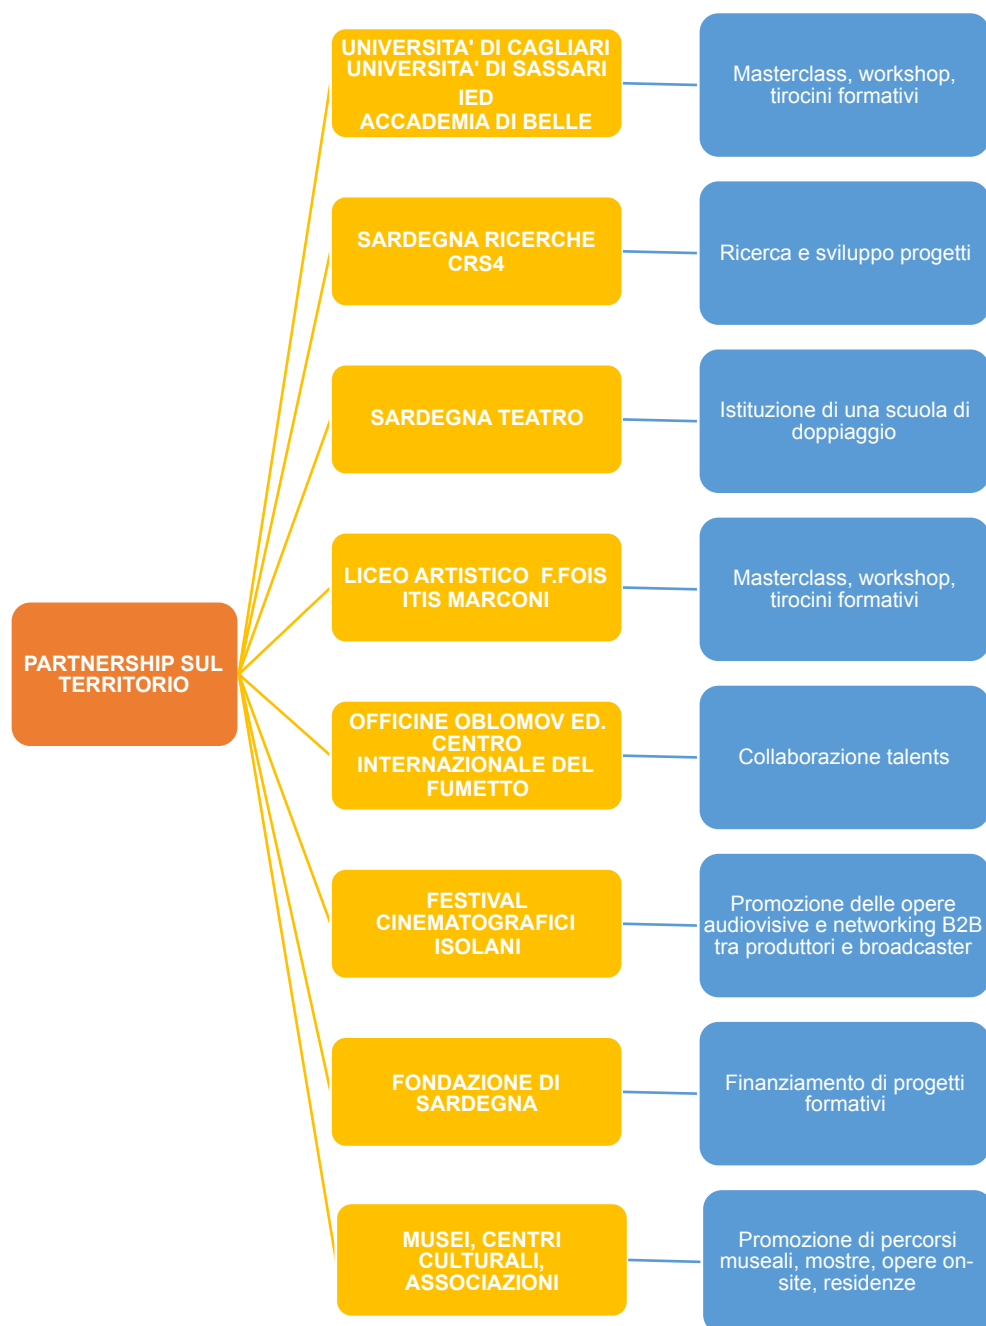 UNIVERSITA' DI CAGLIARI
UNIVERSITA' DI SASSARI
IED
ACCADEMIA DI BELLE
Masterclass, workshop,
tirocini formativi
SARDEGNA RICERCHE
CRS4
Ricerca e sviluppo progetti
SARDEGNA TEATRO
Istituzione di una scuola di
doppiaggio
LICEO ARTISTICO F.FOIS
ITIS MARCONI
Masterclass, workshop,
tirocini formativi
PARTNERSHIP SUL
TERRITORIO
OFFICINE OBLOMOV ED.
CENTRO
INTERNAZIONALE DEL
FUMETTO
Collaborazione talents
FESTIVAL
CINEMATOGRAFICI
ISOLANI
Promozione delle opere
audiovisive e networking B2B
tra produttori e broadcaster
FONDAZIONE DI
SARDEGNA
Finanziamento di progetti
formativi
MUSEI, CENTRI
CULTURALI,
ASSOCIAZIONI
Promozione di percorsi
museali, mostre, opere on-
site, residenze